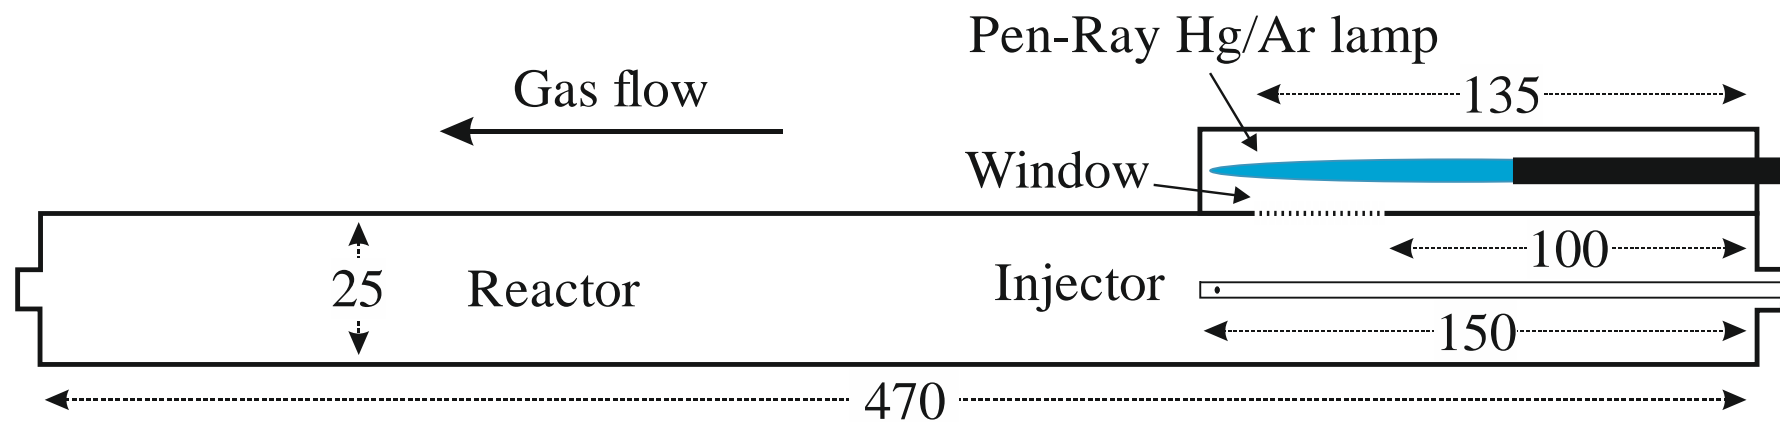 Pen-Ray Hg/Ar lamp
Gas flow
135
Window
100
25
Reactor
Injector
150
470